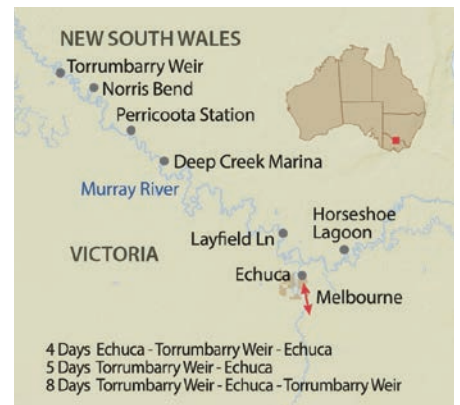 NEW SOUTH WALES
Torrumbarry Weir
Norris Bend
Perricoota Station
Deep Creek Marina
Murray River
Horseshoe
Lagoon
Layfield Ln
VICTORIA
Echuca
Melbourne
4 Days Echuca - Torrumbarry Weir - Echuca
5 Days Torrumbarry Weir - Echuca
8 Days Torrumbarry Weir - Echuca - Torrumbarry Weir